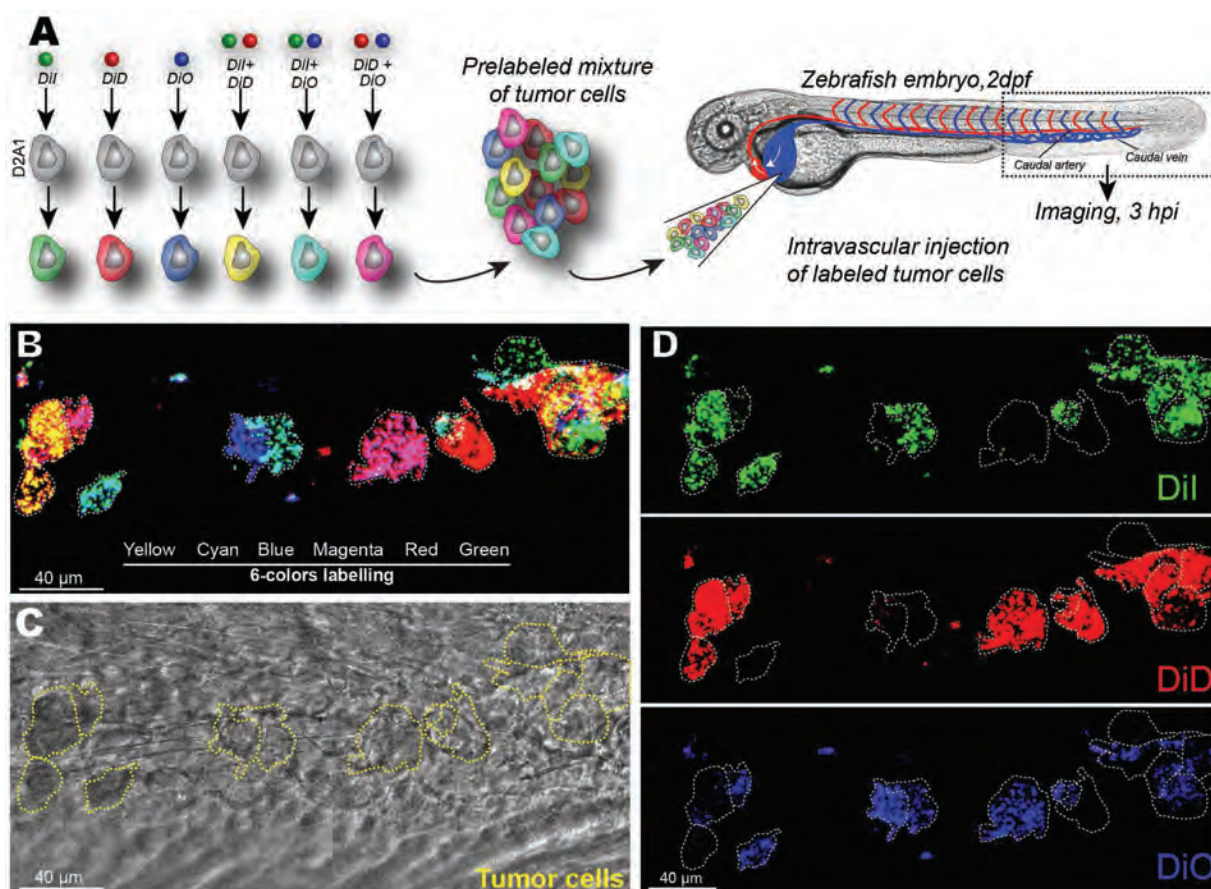 A
DiI
DiD
DiO
DiI+
DiD
DiI+
DiO
DiD +
DiO
D2A1
Prelabeled mixture
of tumor cells
Zebrafish embryo,2dpf
Caudal artery
Caudal vein
Imaging, 3 hpi
Intravascular injection
of labeled tumor cells
B
Yellow Cyan Blue Magenta Red Green
6-colors labelling
40 µm
C
40 µm
Tumor cells
D
DiI
DiD
40 µm
DiO